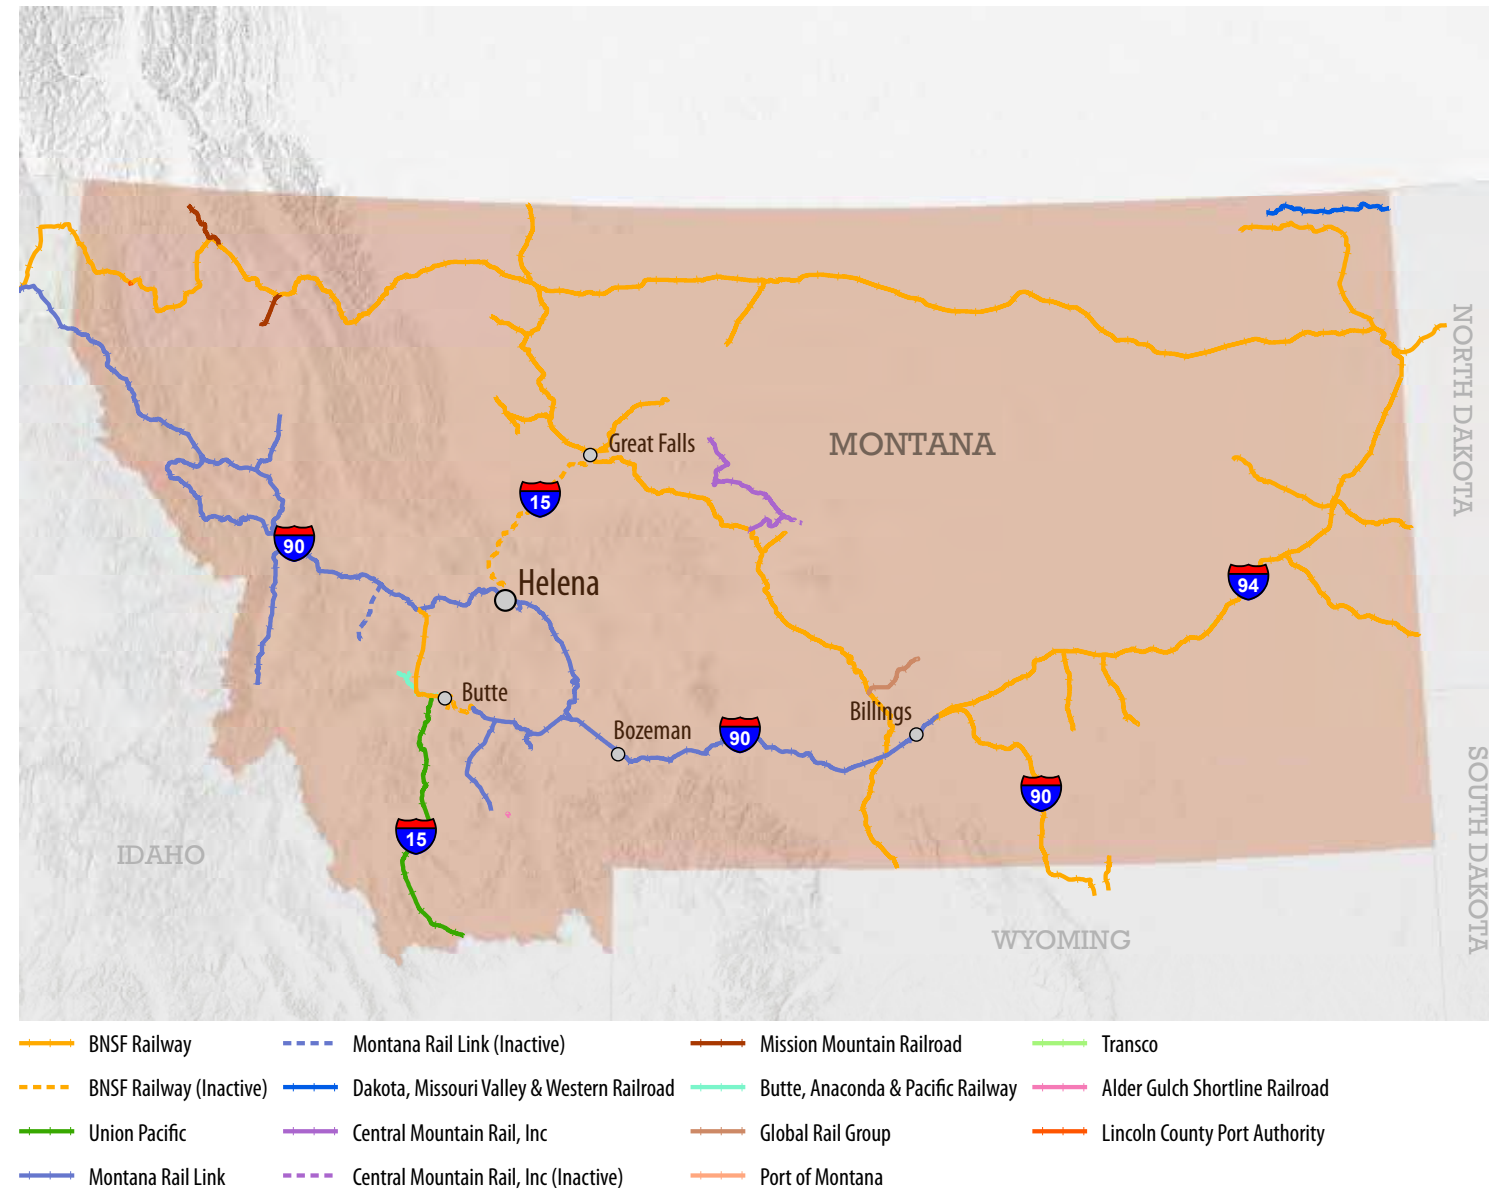 NORTH DAKOTA
Great Falls
MONTANA
15
90
Helena
94
Butte
Billings
Bozeman
90
90
SOUTH DAKOTA
15
IDAHO
WYOMING
BNSF Railway
Montana Rail Link (Inactive)
Mission Mountain Railroad
Transco
BNSF Railway (Inactive)
Dakota, Missouri Valley & Western Railroad
Butte, Anaconda & Pacific Railway
Alder Gulch Shortline Railroad
Union Pacific
Central Mountain Rail, Inc
Global Rail Group
Lincoln County Port Authority
Montana Rail Link
Central Mountain Rail, Inc (Inactive)
Port of Montana